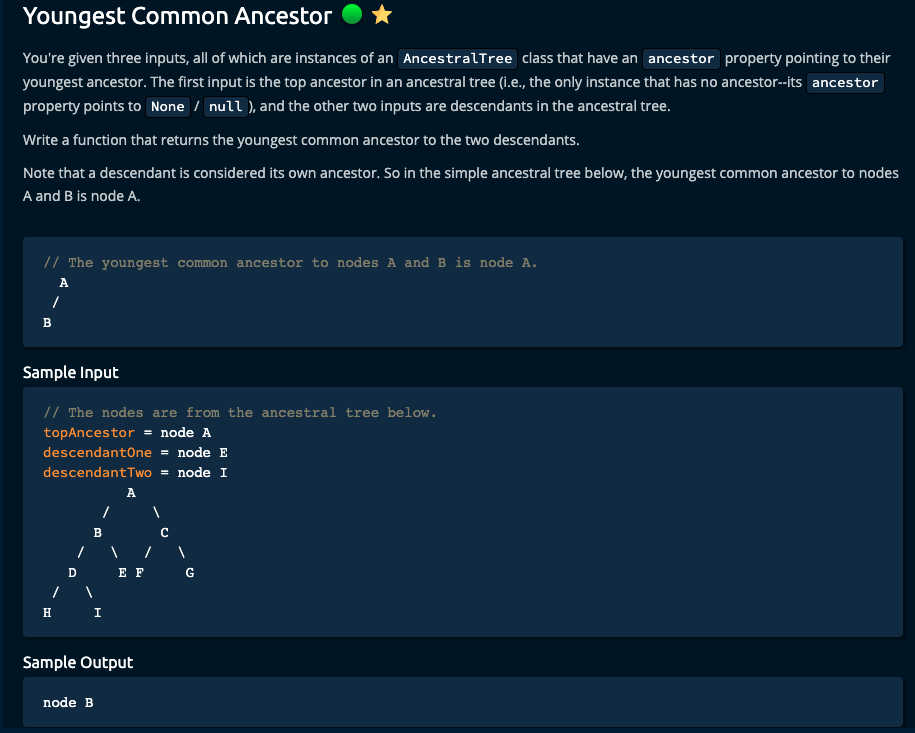 Youngest Common Ancestor
You're given three inputs, all of which are instances of an AncestralTree class that have an ancestor property pointing to their
youngest ancestor. The first input is the top ancestor in an ancestral tree (i.e., the only instance that has no ancestor--its ancestor
property points to None / null ), and the other two inputs are descendants in the ancestral tree.
Write a function that returns the youngest common ancestor to the two descendants.
Note that a descendant is considered its own ancestor. So in the simple ancestral tree below, the youngest common ancestor to nodes
A and B is node A.
// The youngest common ancestor to nodes A and B is node A.
  A
 /
B
Sample Input
// The nodes are from the ancestral tree below.
topAncestor = node A
descendantOne = node E
descendantTwo = node I
          A
       /     \
      B       C
    /   \   /   \
   D     E F     G
 /   \
H     I
Sample Output
node B